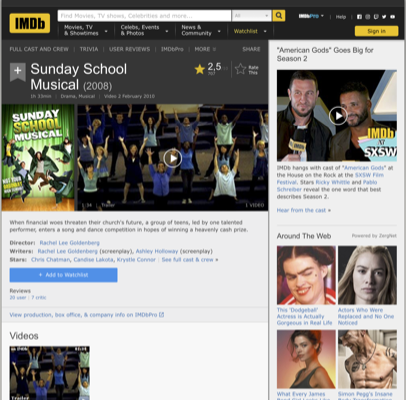 IMDb
Find Movies, TV shows, Celebrities and more...
All
IMDbPro
Help
Movies, TV
& Showtimes
Celebs, Events
& Photos
News &
Community
Watchlist
Sign in
FULL CAST AND CREW | TRIVIA | USER REVIEWS | IMDbPro | MORE
SHARE
Sunday School
Musical (2008)
2,5
Rate
This
1h 33min | Drama, Musical | Video 2 February 2010
SUNDAY
SCHOOL
MUSICAL
1:34 | Trailer
1 VIDEO
When financial woes threaten their church's future, a group of teens, led by one talented
performer, enters a song and dance competition in hopes of winning a heavenly cash prize.
Director: Rachel Lee Goldenberg
Writers: Rachel Lee Goldenberg (screenplay), Ashley Holloway (screenplay)
Stars: Chris Chatman, Candise Lakota, Krystle Connor | See full cast & crew »
+ Add to Watchlist
Reviews
20 user | 7 critic
View production, box office, & company info on IMDbPro
Videos
Trailer
"American Gods" Goes Big for
Season 2
IMDb
at
SXSW
IMDb hangs with cast of "American Gods" at
the House on the Rock at the SXSW Film
Festival. Stars Ricky Whittle and Pablo
Schreiber reveal the one word that best
describes Season 2.
Hear from the cast »
Around The Web
Powered by ZergNet
This 'Dodgeball'
Actress is Actually
Gorgeous in Real Life
Actors Who
Were Replaced and No One
Noticed
What Every James
Simon Pegg's Insane